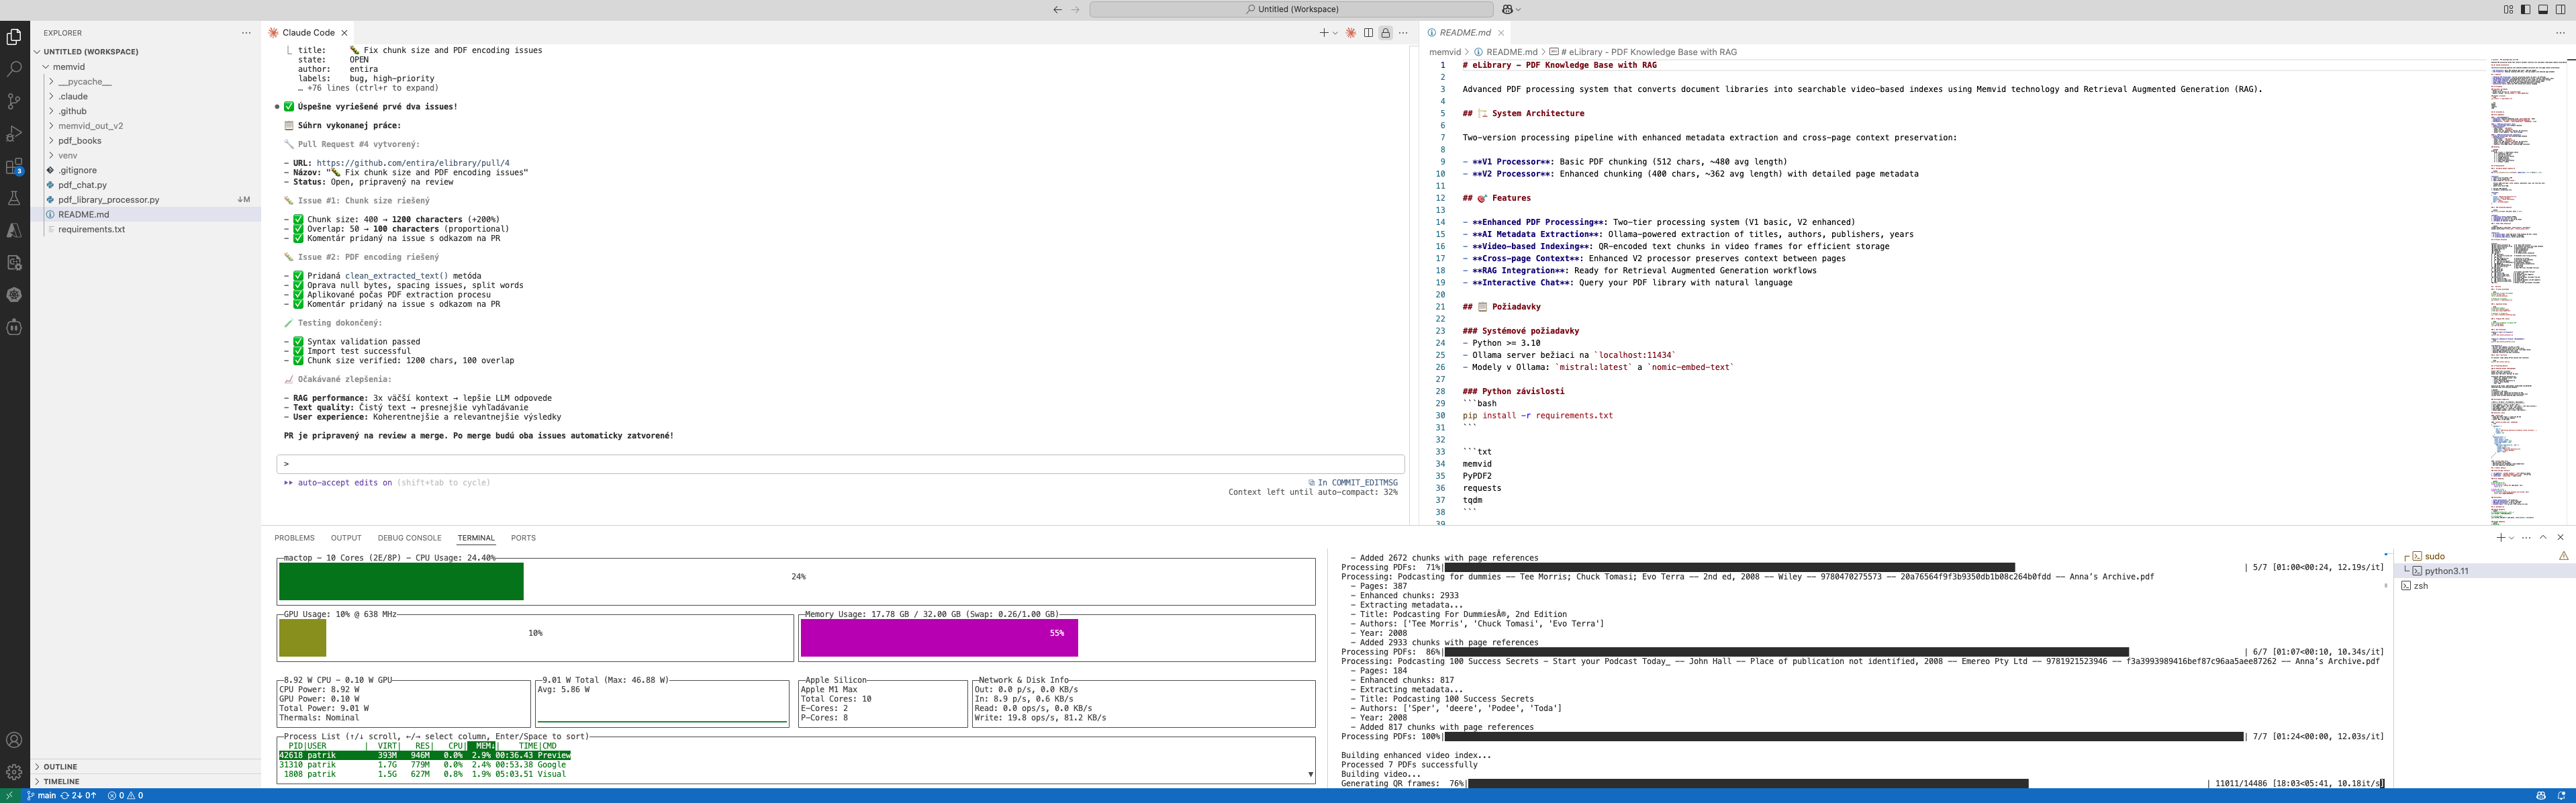 Untitled (Workspace)
EXPLORER
UNTITLED (WORKSPACE)
memvid
__pycache__
.claude
.github
memvid_out_v2
pdf_books
venv
.gitignore
pdf_chat.py
pdf_library_processor.py
↓M
README.md
requirements.txt
OUTLINE
TIMELINE
3
Claude Code
title: 🐛 Fix chunk size and PDF encoding issues
state: OPEN
author: entira
labels: bug, high-priority
… +76 lines (ctrl+r to expand)
● ✅ Úspešne vyriešené prvé dva issues!
📋 Súhrn vykonanej práce:
🔧 Pull Request #4 vytvorený:
- URL: https://github.com/entira/elibrary/pull/4
- Názov: "🐛 Fix chunk size and PDF encoding issues"
- Status: Open, pripravený na review
🐛 Issue #1: Chunk size riešený
- ✅ Chunk size: 400 → 1200 characters (+200%)
- ✅ Overlap: 50 → 100 characters (proportional)
- ✅ Komentár pridaný na issue s odkazom na PR
🐛 Issue #2: PDF encoding riešený
- ✅ Pridaná clean_extracted_text() metóda
- ✅ Oprava null bytes, spacing issues, split words
- ✅ Aplikované počas PDF extraction procesu
- ✅ Komentár pridaný na issue s odkazom na PR
🧪 Testing dokončený:
- ✅ Syntax validation passed
- ✅ Import test successful
- ✅ Chunk size verified: 1200 chars, 100 overlap
📈 Očakávané zlepšenia:
- RAG performance: 3x väčší kontext → lepšie LLM odpovede
- Text quality: Čistý text → presnejšie vyhľadávanie
- User experience: Koherentnejšie a relevantnejšie výsledky
PR je pripravený na review a merge. Po merge budú oba issues automaticky zatvorené!
>
▸▸ auto-accept edits on (shift+tab to cycle)
In COMMIT_EDITMSG
Context left until auto-compact: 32%
README.md
memvid > README.md > # eLibrary - PDF Knowledge Base with RAG
1 # eLibrary - PDF Knowledge Base with RAG
2
3 Advanced PDF processing system that converts document libraries into searchable video-based indexes using Memvid technology and Retrieval Augmented Generation (RAG).
4
5 ## 🏗️ System Architecture
6
7 Two-version processing pipeline with enhanced metadata extraction and cross-page context preservation:
8
9 - **V1 Processor**: Basic PDF chunking (512 chars, ~480 avg length)
10 - **V2 Processor**: Enhanced chunking (400 chars, ~362 avg length) with detailed page metadata
11
12 ## 🎯 Features
13
14 - **Enhanced PDF Processing**: Two-tier processing system (V1 basic, V2 enhanced)
15 - **AI Metadata Extraction**: Ollama-powered extraction of titles, authors, publishers, years
16 - **Video-based Indexing**: QR-encoded text chunks in video frames for efficient storage
17 - **Cross-page Context**: Enhanced V2 processor preserves context between pages
18 - **RAG Integration**: Ready for Retrieval Augmented Generation workflows
19 - **Interactive Chat**: Query your PDF library with natural language
20
21 ## 📋 Požiadavky
22
23 ### Systémové požiadavky
24 - Python >= 3.10
25 - Ollama server bežiaci na `localhost:11434`
26 - Modely v Ollama: `mistral:latest` a `nomic-embed-text`
27
28 ### Python závislosti
29 ```bash
30 pip install -r requirements.txt
31 ```
32
33 ```txt
34 memvid
35 PyPDF2
36 requests
37 tqdm
38 ```
39
PROBLEMS OUTPUT DEBUG CONSOLE TERMINAL PORTS
mactop - 10 Cores (2E/8P) - CPU Usage: 24.40%
24%
GPU Usage: 10% @ 638 MHz
10%
Memory Usage: 17.78 GB / 32.00 GB (Swap: 0.26/1.00 GB)
55%
8.92 W CPU - 0.10 W GPU
CPU Power: 8.92 W
GPU Power: 0.10 W
Total Power: 9.01 W
Thermals: Nominal
9.01 W Total (Max: 46.88 W)
Avg: 5.86 W
Apple Silicon
Apple M1 Max
Total Cores: 10
E-Cores: 2
P-Cores: 8
Network & Disk Info
Out: 0.0 p/s, 0.0 KB/s
In: 8.9 p/s, 0.6 KB/s
Read: 0.0 ops/s, 0.0 KB/s
Write: 19.8 ops/s, 81.2 KB/s
Process List (↑/↓ scroll, ←/→ select column, Enter/Space to sort)
PID|USER | VIRT| RES| CPU| MEM↓| TIME|CMD
42618 patrik 393M 946M 0.0% 2.9% 00:36.43 Preview
31310 patrik 1.7G 779M 0.0% 2.4% 00:53.38 Google
1808 patrik 1.5G 627M 0.8% 1.9% 05:03.51 Visual
- Added 2672 chunks with page references
Processing PDFs: 71%| | 5/7 [01:00<00:24, 12.19s/it]
Processing: Podcasting for dummies -- Tee Morris; Chuck Tomasi; Evo Terra -- 2nd ed, 2008 -- Wiley -- 9780470275573 -- 20a76564f9f3b9350db1b08c264b0fdd -- Anna's Archive.pdf
- Pages: 387
- Enhanced chunks: 2933
- Extracting metadata...
- Title: Podcasting For DummiesÂ®, 2nd Edition
- Authors: ['Tee Morris', 'Chuck Tomasi', 'Evo Terra']
- Year: 2008
- Added 2933 chunks with page references
Processing PDFs: 86%| | 6/7 [01:07<00:10, 10.34s/it]
Processing: Podcasting 100 Success Secrets - Start your Podcast Today_ -- John Hall -- Place of publication not identified, 2008 -- Emereo Pty Ltd -- 9781921523946 -- f3a3993989416bef87c96aa5aee87262 -- Anna's Archive.pdf
- Pages: 184
- Enhanced chunks: 817
- Extracting metadata...
- Title: Podcasting 100 Success Secrets
- Authors: ['Sper', 'deere', 'Podee', 'Toda']
- Year: 2008
- Added 817 chunks with page references
Processing PDFs: 100%| | 7/7 [01:24<00:00, 12.03s/it]
Building enhanced video index...
Processed 7 PDFs successfully
Building video...
Generating QR frames: 76%| | 11011/14486 [18:03<05:41, 10.18it/s]
sudo
python3.11
zsh
main 2↓ 0↑ 0 0